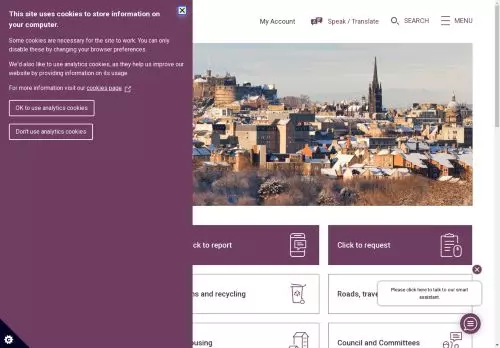 This site uses cookies to store information on
your computer.
Some cookies are necessary for the site to work. You can only
disable these by changing your browser preferences.
We'd also like to use analytics cookies, as they help us improve our
website by providing information on its usage
For more information visit our cookies page
OK to use analytics cookies
Don't use analytics cookies
My Account
Speak / Translate
SEARCH
MENU
to report
Click to request
and recycling
Roads,
Please click here to talk to our smart
assistant.
Council and Committees